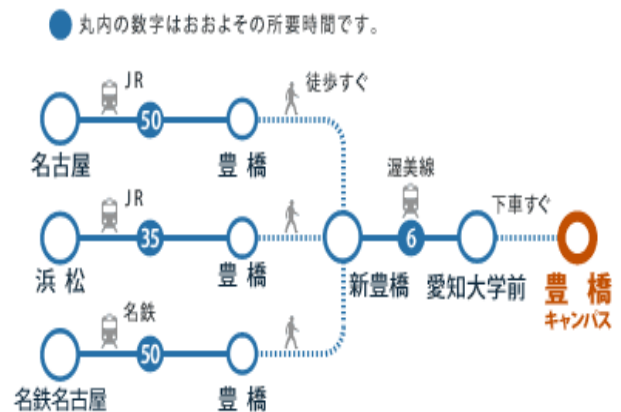 丸内の数字はおおよその所要時間です。
JR
徒歩すぐ
50
名古屋
豊橋
渥美線
JR
下車すぐ
35
6
浜松
豊橋
新豊橋
愛知大学前
豊橋
キャンパス
名鉄
50
名鉄名古屋
豊橋